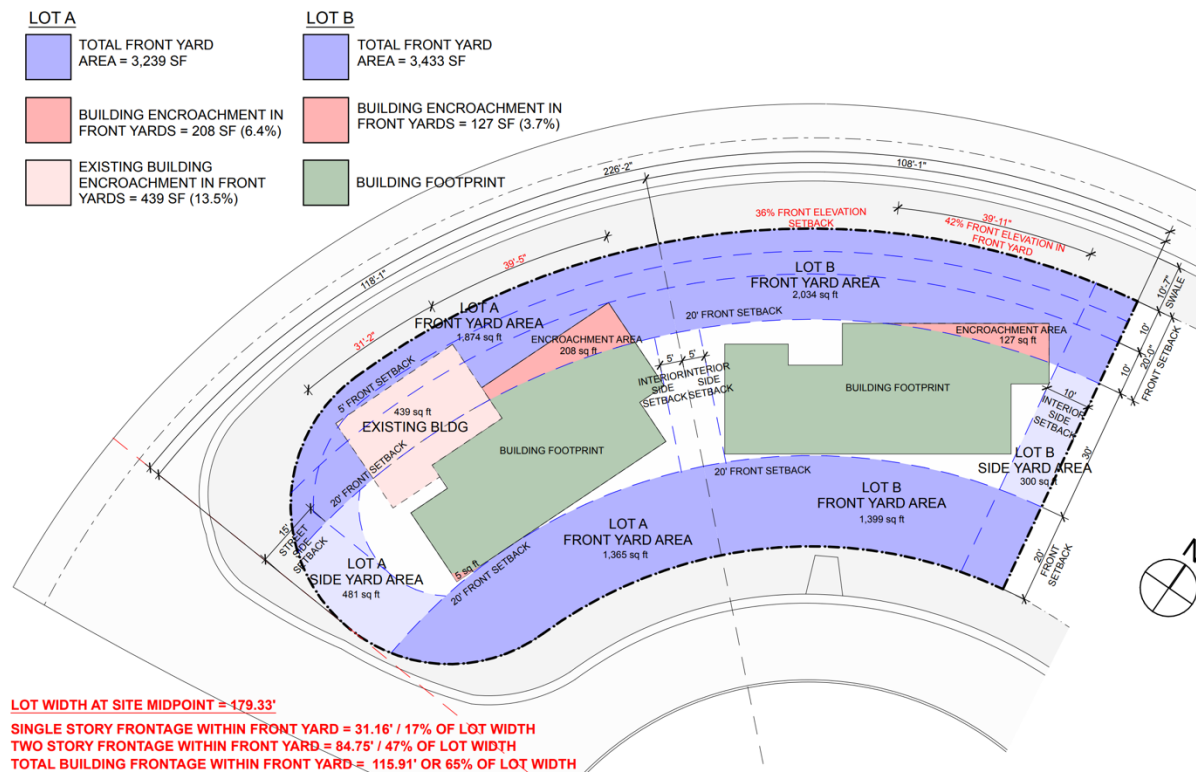 LOT A
TOTAL FRONT YARD
AREA = 3,239 SF
BUILDING ENCROACHMENT IN
FRONT YARDS = 208 SF (6.4%)
EXISTING BUILDING
ENCROACHMENT IN FRONT
YARDS = 439 SF (13.5%)
LOT B
TOTAL FRONT YARD
AREA = 3,433 SF
BUILDING ENCROACHMENT IN
FRONT YARDS = 127 SF (3.7%)
BUILDING FOOTPRINT
226'-2"
108'-1"
118'-1"
39'-5"
31'-2"
36% FRONT ELEVATION
SETBACK
39'-11"
42% FRONT ELEVATION IN
FRONT YARD
10'-7"
SWALE
10'
20'-0"
FRONT SETBACK
10'
LOT A
FRONT YARD AREA
1,874 sq ft
LOT B
FRONT YARD AREA
2,034 sq ft
20' FRONT SETBACK
ENCROACHMENT AREA
208 sq ft
ENCROACHMENT AREA
127 sq ft
5' FRONT SETBACK
439 sq ft
EXISTING BLDG
20' FRONT SETBACK
5'
5'
INTERIOR
SIDE
SETBACK
INTERIOR
SIDE
SETBACK
BUILDING FOOTPRINT
BUILDING FOOTPRINT
10'
INTERIOR
SIDE
SETBACK
LOT B
SIDE YARD AREA
300 sq ft
30'
20' FRONT SETBACK
LOT B
FRONT YARD AREA
1,399 sq ft
LOT A
FRONT YARD AREA
1,365 sq ft
20'
FRONT
SETBACK
15'
STREET
SIDE
SETBACK
LOT A
SIDE YARD AREA
481 sq ft
5 sq ft
20' FRONT SETBACK
N
LOT WIDTH AT SITE MIDPOINT = 179.33'
SINGLE STORY FRONTAGE WITHIN FRONT YARD = 31.16' / 17% OF LOT WIDTH
TWO STORY FRONTAGE WITHIN FRONT YARD = 84.75' / 47% OF LOT WIDTH
TOTAL BUILDING FRONTAGE WITHIN FRONT YARD = 115.91' OR 65% OF LOT WIDTH